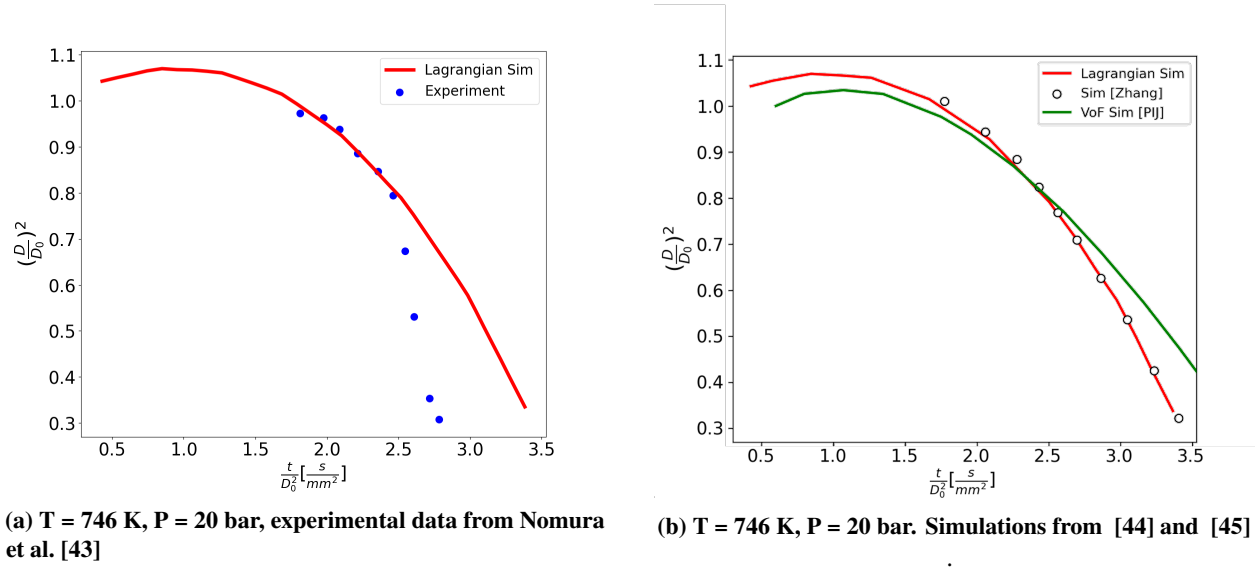 1.1
1.0
0.9
0.8
0.7
0.6
0.5
0.4
0.3
(D/D₀)²
Lagrangian Sim
Experiment
0.5 1.0 1.5 2.0 2.5 3.0 3.5
t/D₀² [s/mm²]
(a) T = 746 K, P = 20 bar, experimental data from Nomura
et al. [43]
1.1
1.0
0.9
0.8
0.7
0.6
0.5
0.4
0.3
(D/D₀)²
Lagrangian Sim
Sim [Zhang]
VoF Sim [PIJ]
0.5 1.0 1.5 2.0 2.5 3.0 3.5
t/D₀² [s/mm²]
(b) T = 746 K, P = 20 bar. Simulations from [44] and [45]
.